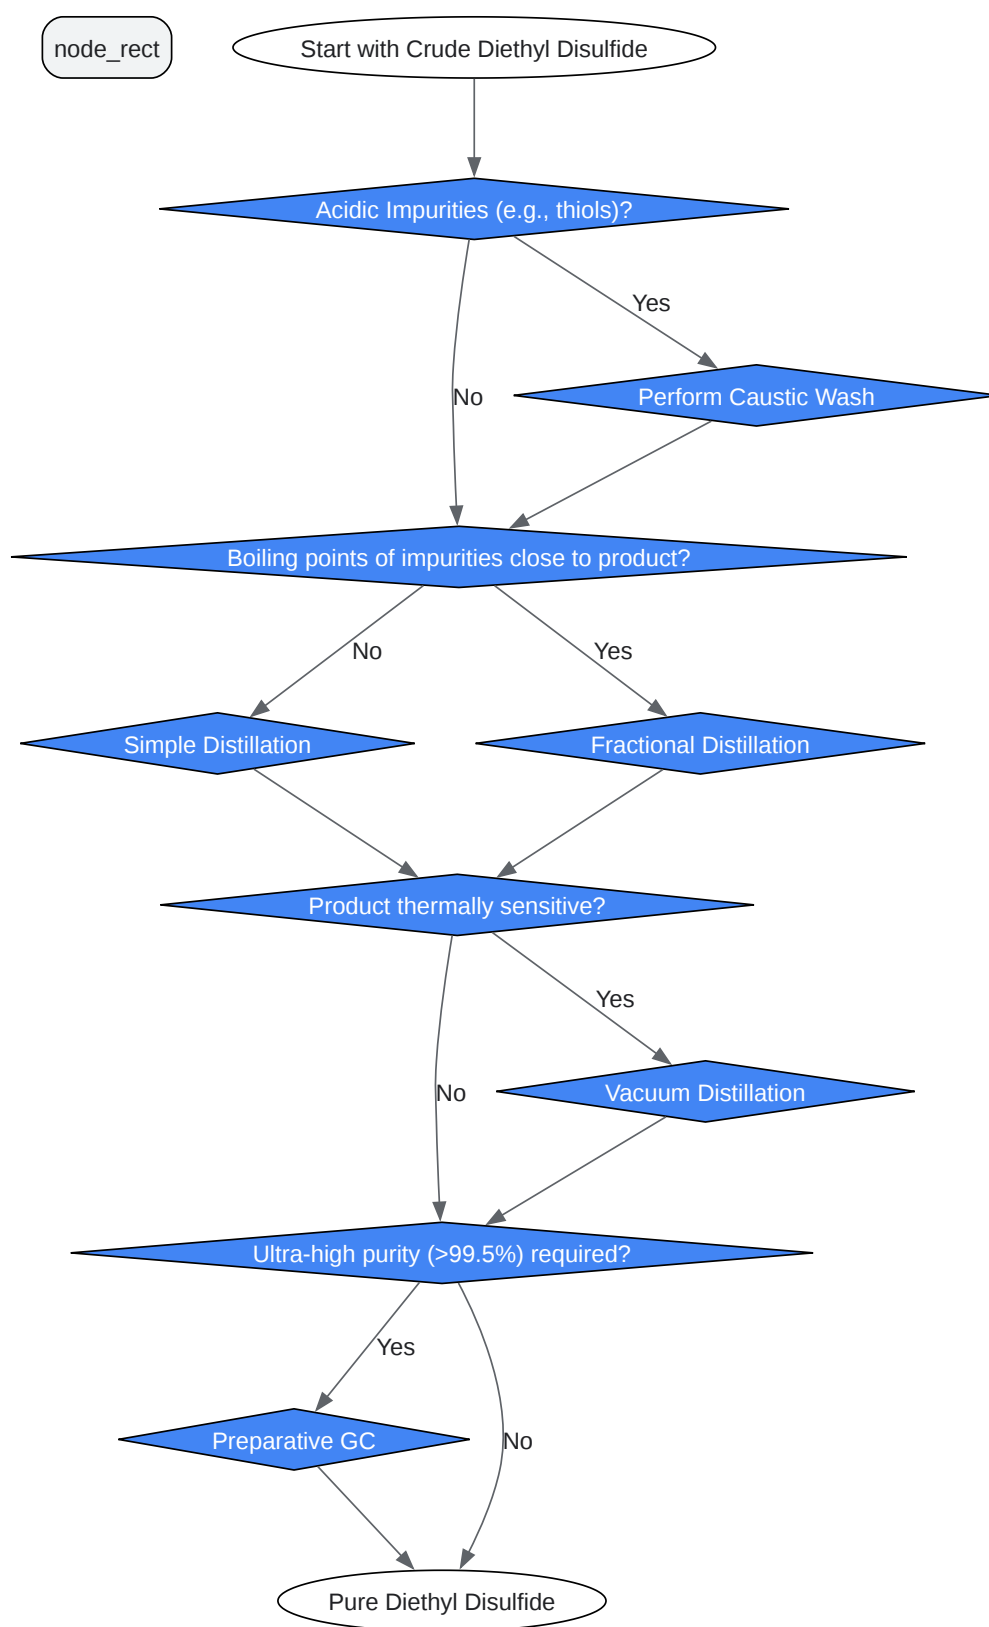 node_rect
Start with Crude Diethyl Disulfide
Acidic Impurities (e.g., thiols)?
Yes
No
Perform Caustic Wash
Boiling points of impurities close to product?
No
Yes
Simple Distillation
Fractional Distillation
Product thermally sensitive?
Yes
No
Vacuum Distillation
Ultra-high purity (>99.5%) required?
Yes
Preparative GC
No
Pure Diethyl Disulfide